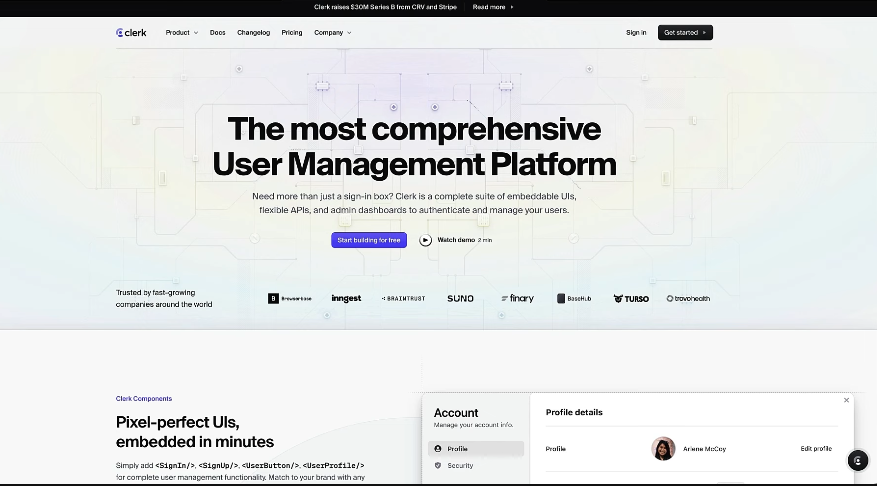 Clerk raises $30M Series B from CRV and Stripe Read more
clerk Product Docs Changelog Pricing Company Sign in Get started
The most comprehensive
User Management Platform
Need more than just a sign-in box? Clerk is a complete suite of embeddable UIs,
flexible APIs, and admin dashboards to authenticate and manage your users.
Start building for free Watch demo 2 min
Trusted by fast-growing
companies around the world
Browserbase inngest BRAINTRUST SUNO finary BaseHub TURSO trovohealth
Clerk Components
Pixel-perfect UIs,
embedded in minutes
Simply add <SignIn/>, <SignUp/>, <UserButton/>, <UserProfile/>
for complete user management functionality. Match to your brand with any
Account
Manage your account info.
Profile
Security
Profile details
Profile Arlene McCoy Edit profile